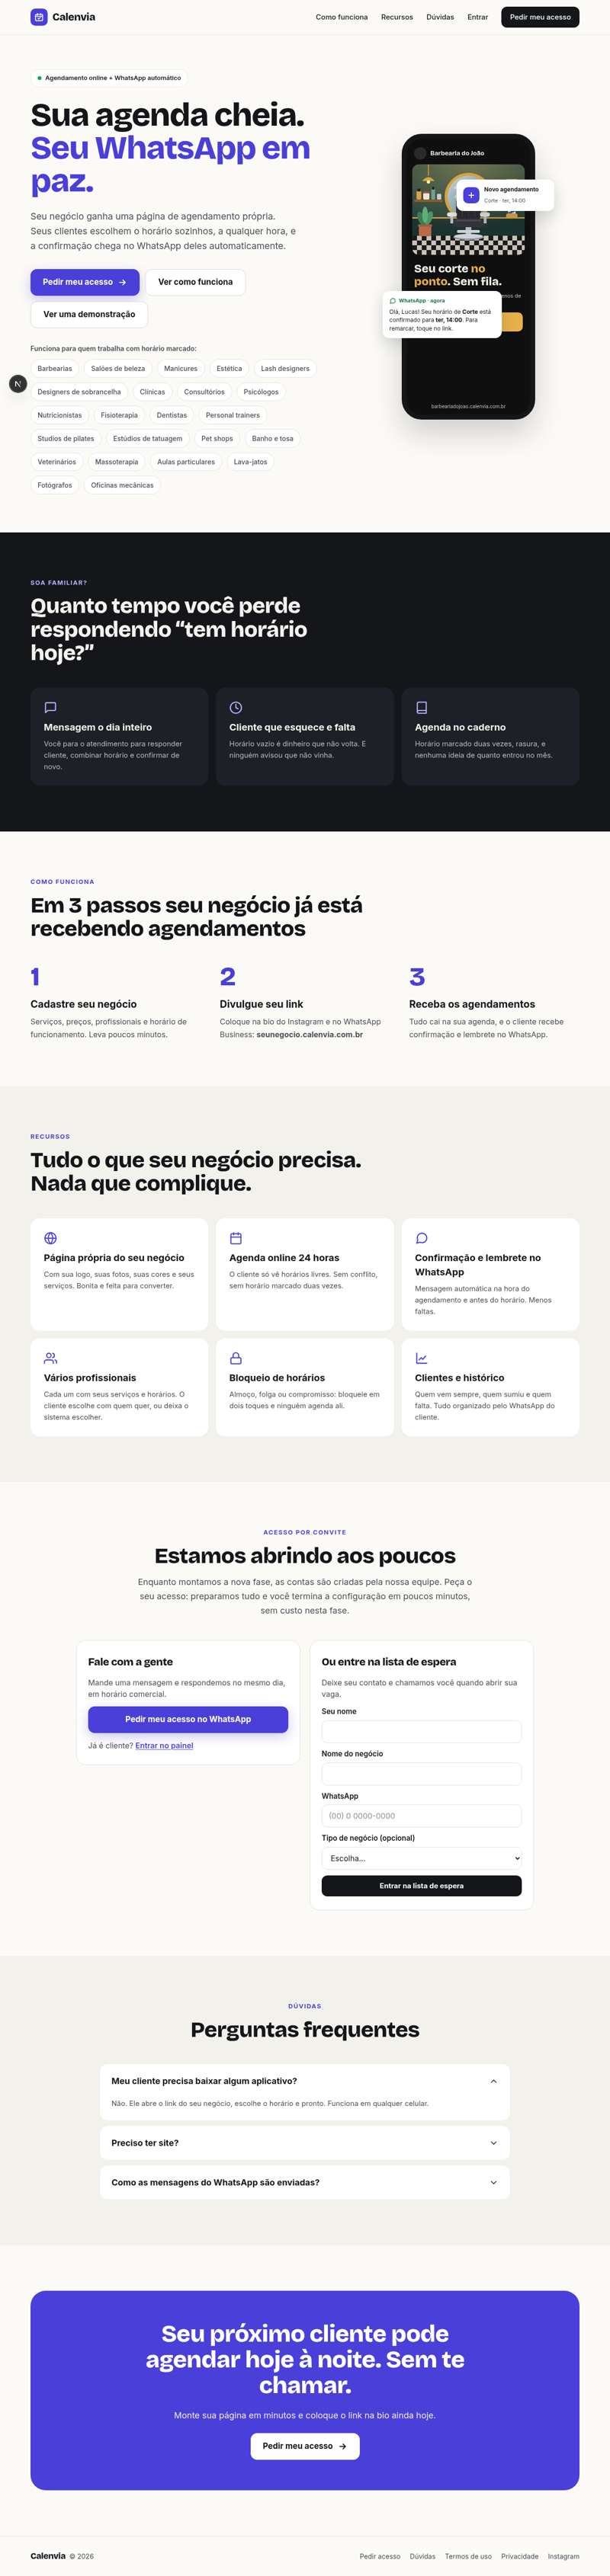 Calenvia
Como funciona
Recursos
Dúvidas
Entrar
Pedir meu acesso
Agendamento online + WhatsApp automático
Sua agenda cheia.
Seu WhatsApp em
paz.
Seu negócio ganha uma página de agendamento própria.
Seus clientes escolhem o horário sozinhos, a qualquer hora, e
a confirmação chega no WhatsApp deles automaticamente.
Pedir meu acesso →
Ver como funciona
Ver uma demonstração
Funciona para quem trabalha com horário marcado:
Barbearias
Salões de beleza
Manicures
Estética
Lash designers
Designers de sobrancelha
Clínicas
Consultórios
Psicólogos
Nutricionistas
Fisioterapia
Dentistas
Personal trainers
Studios de pilates
Estúdios de tatuagem
Pet shops
Banho e tosa
Veterinários
Massoterapia
Aulas particulares
Lava-jatos
Fotógrafos
Oficinas mecânicas
N
Barbearia do João
Novo agendamento
Corte · ter, 14:00
Seu corte no
ponto. Sem fila.
WhatsApp · agora
Olá, Lucas! Seu horário de Corte está
confirmado para ter, 14:00. Para
remarcar, toque no link.
barbeariadojoao.calenvia.com.br
SOA FAMILIAR?
Quanto tempo você perde
respondendo “tem horário
hoje?”
Mensagem o dia inteiro
Você para o atendimento para responder
cliente, combinar horário e confirmar de
novo.
Cliente que esquece e falta
Horário vazio é dinheiro que não volta. E
ninguém avisou que não vinha.
Agenda no caderno
Horário marcado duas vezes, rasura, e
nenhuma ideia de quanto entrou no mês.
COMO FUNCIONA
Em 3 passos seu negócio já está
recebendo agendamentos
1
Cadastre seu negócio
Serviços, preços, profissionais e horário de
funcionamento. Leva poucos minutos.
2
Divulgue seu link
Coloque na bio do Instagram e no WhatsApp
Business: seunegocio.calenvia.com.br
3
Receba os agendamentos
Tudo cai na sua agenda, e o cliente recebe
confirmação e lembrete no WhatsApp.
RECURSOS
Tudo o que seu negócio precisa.
Nada que complique.
Página própria do seu negócio
Com sua logo, suas fotos, suas cores e seus
serviços. Bonita e feita para converter.
Agenda online 24 horas
O cliente só vê horários livres. Sem conflito,
sem horário marcado duas vezes.
Confirmação e lembrete no
WhatsApp
Mensagem automática na hora do
agendamento e antes do horário. Menos
faltas.
Vários profissionais
Cada um com seus serviços e horários. O
cliente escolhe com quem quer, ou deixa o
sistema escolher.
Bloqueio de horários
Almoço, folga ou compromisso: bloqueie em
dois toques e ninguém agenda ali.
Clientes e histórico
Quem vem sempre, quem sumiu e quem
falta. Tudo organizado pelo WhatsApp do
cliente.
ACESSO POR CONVITE
Estamos abrindo aos poucos
Enquanto montamos a nova fase, as contas são criadas pela nossa equipe. Peça o
seu acesso: preparamos tudo e você termina a configuração em poucos minutos,
sem custo nesta fase.
Fale com a gente
Mande uma mensagem e respondemos no mesmo dia,
em horário comercial.
Pedir meu acesso no WhatsApp
Já é cliente? Entrar no painel
Ou entre na lista de espera
Deixe seu contato e chamamos você quando abrir sua
vaga.
Seu nome
Nome do negócio
WhatsApp
(00) 0 0000-0000
Tipo de negócio (opcional)
Escolha...
Entrar na lista de espera
DÚVIDAS
Perguntas frequentes
Meu cliente precisa baixar algum aplicativo?
Não. Ele abre o link do seu negócio, escolhe o horário e pronto. Funciona em qualquer celular.
Preciso ter site?
Como as mensagens do WhatsApp são enviadas?
Seu próximo cliente pode
agendar hoje à noite. Sem te
chamar.
Monte sua página em minutos e coloque o link na bio ainda hoje.
Pedir meu acesso →
Calenvia © 2026
Pedir acesso
Dúvidas
Termos de uso
Privacidade
Instagram